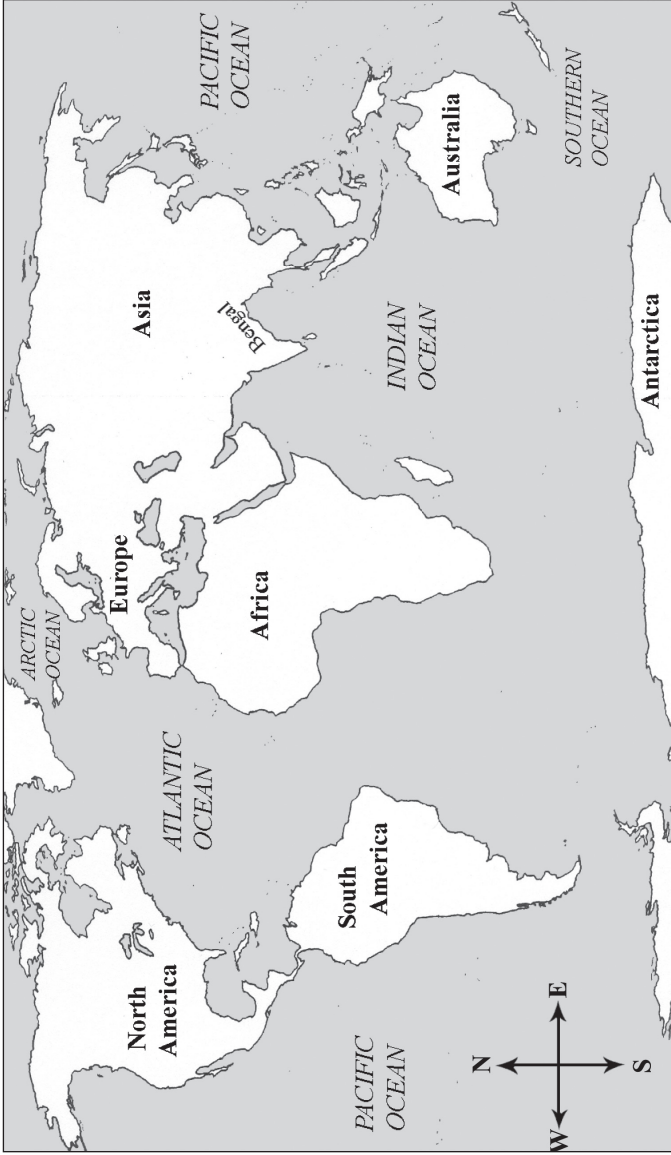 ARCTIC
OCEAN
PACIFIC
OCEAN
Europe
Asia
North
America
ATLANTIC
OCEAN
Bengal
Africa
South
America
PACIFIC
OCEAN
INDIAN
OCEAN
Australia
SOUTHERN
OCEAN
N
W
E
S
Antarctica